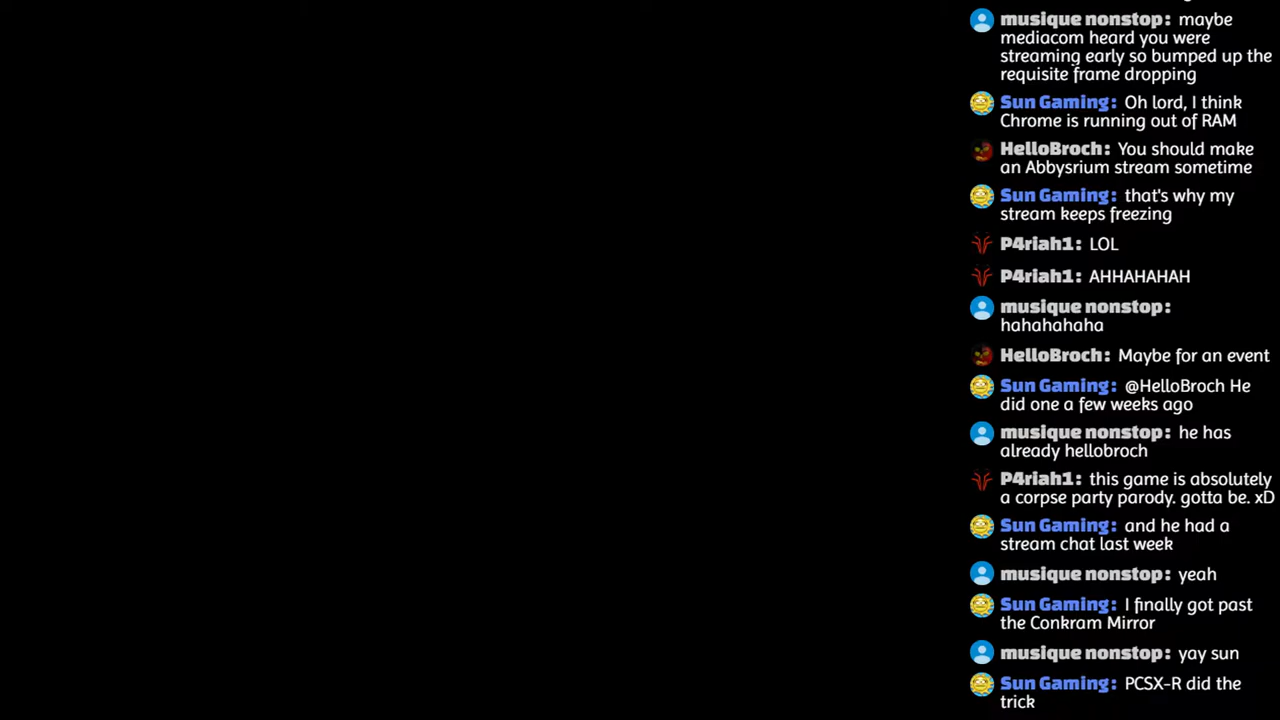 musique nonstop: maybe
mediacom heard you were
streaming early so bumped up the
requisite frame dropping
Sun Gaming: Oh lord, I think
Chrome is running out of RAM
HelloBroch: You should make
an Abbysrium stream sometime
Sun Gaming: that's why my
stream keeps freezing
P4riah1: LOL
P4riah1: AHHAHAHAH
musique nonstop:
hahahahaha
HelloBroch: Maybe for an event
Sun Gaming: @HelloBroch He
did one a few weeks ago
musique nonstop: he has
already hellobroch
P4riah1: this game is absolutely
a corpse party parody. gotta be. xD
Sun Gaming: and he had a
stream chat last week
musique nonstop: yeah
Sun Gaming: I finally got past
the Conkram Mirror
musique nonstop: yay sun
Sun Gaming: PCSX-R did the
trick